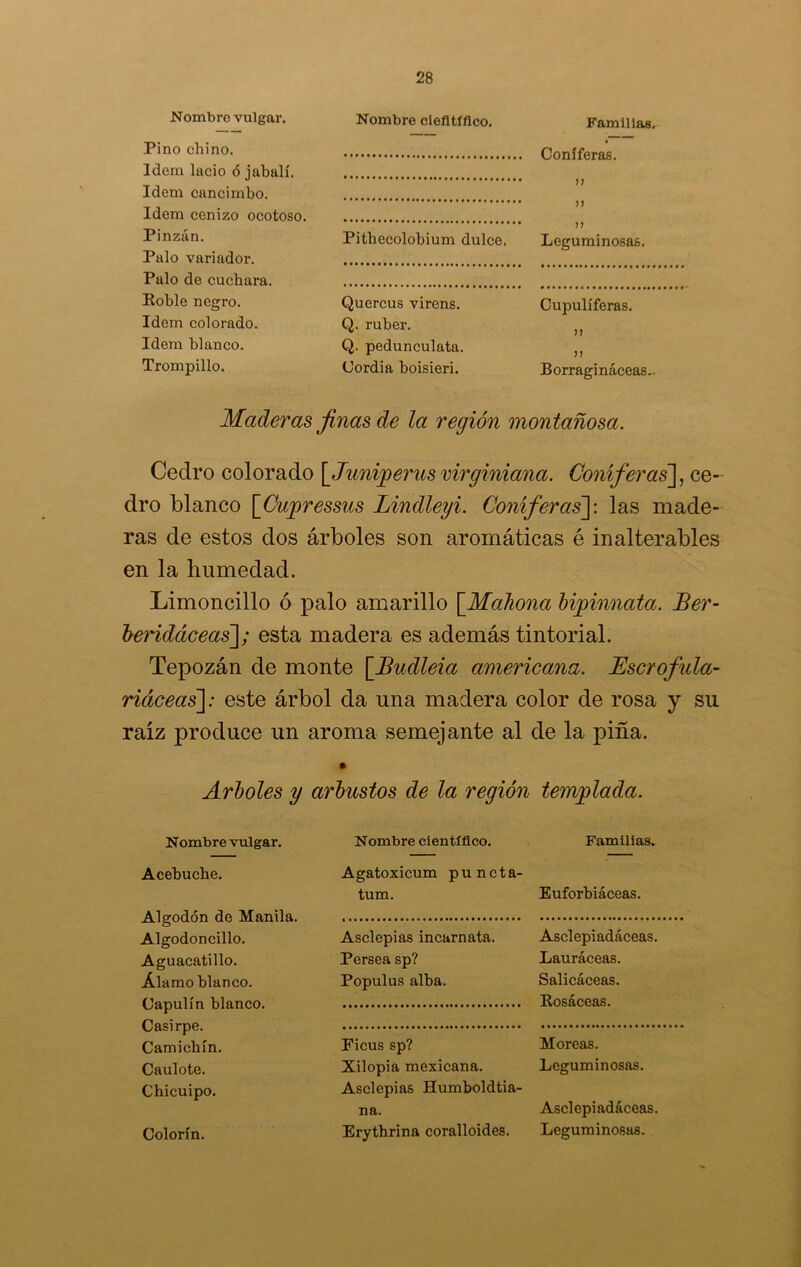 28
Nombre vulgar. Nombre cientIfico. Familias.
Pino chino. .................................. Coníferas.
Idem lacio ó jabalí. .................................. ,,
Idem cancimbo. .................................. ,,
Idem cenizo ocotoso. .................................. ,,
Pinzán. Pithecolobium dulce. Leguminosas.
Palo variador. .................................. ..................................
Palo de cuchara. .................................. ..................................
Roble negro. Quercus virens. Cupulíferas.
Idem colorado. Q. ruber. ,,
Idem blanco. Q. pedunculata. ,,
Trompillo. Cordia boisieri. Borragináceas.
Maderas finas de la región montañosa.
Cedro colorado [Juniperus virginiana. Coníferas], ce-
dro blanco [Cupressus Lindleyi. Coníferas]: las made-
ras de estos dos árboles son aromáticas é inalterables
en la humedad.
Limoncillo ó palo amarillo [Mahona bipinnata. Ber-
beridáceas]; esta madera es además tintorial.
Tepozán de monte [Budleia americana. Escrofula-
riáceas]: este árbol da una madera color de rosa y su
raíz produce un aroma semejante al de la piña.
Arboles y arbustos de la región templada.
Nombre vulgar. Nombre científico. Familias.
Acebuche. Agatoxicum puncta-
tum. Euforbiáceas.
Algodón de Manila. .................................. ..................................
Algodoncillo. Asclepias incarnata. Asclepiadáceas.
Aguacatillo. Persea sp? Lauráceas.
Álamo blanco. Populus alba. Salicáceas.
Capulín blanco. .................................. Rosáceas.
Casirpe. .................................. ..................................
Camichín. Ficus sp? Moreas.
Caulote. Xilopia mexicana. Leguminosas.
Chicuipo. Asclepias Humboldtia-
na. Asclepiadáceas.
Colorín. Erythrina coralloides. Leguminosas.